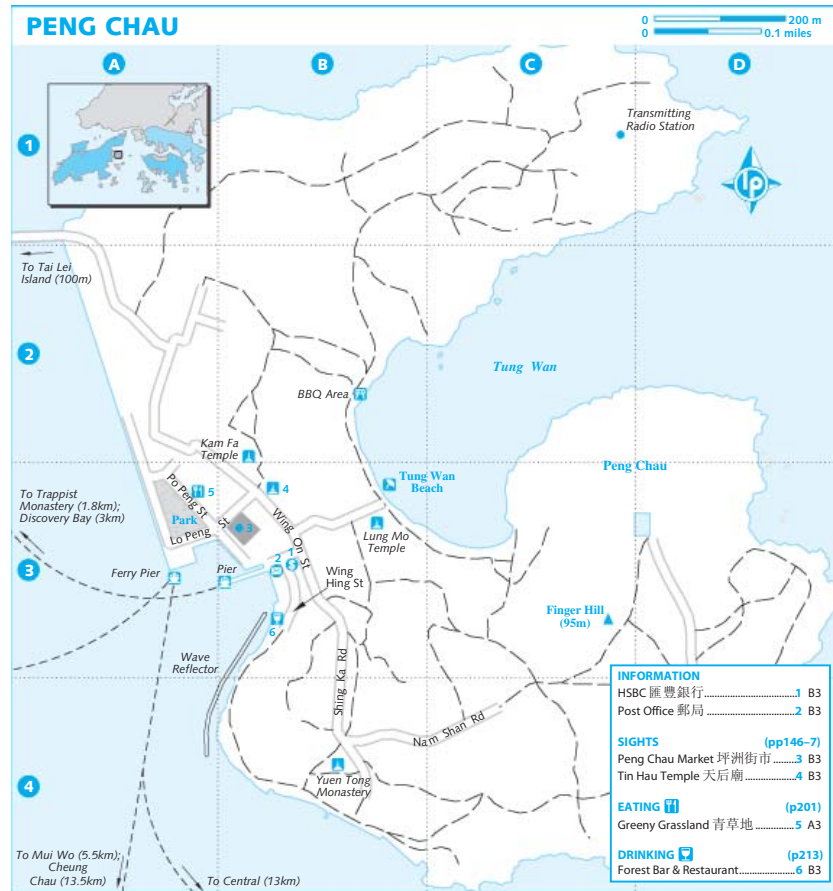 PENG CHAU
0 200 m
0 0.1 miles
A
B
C
D
1
Transmitting
Radio Station
lp
To Tai Lei
Island (100m)
2
Tung Wan
BBQ Area
Kam Fa
Temple
Peng Chau
Tung Wan
Beach
4
5
Po Peng St
To Trappist
Monastery (1.8km);
Discovery Bay (3km)
Park
St
3
Lo Peng
Wing On St
Lung Mo
Temple
3
1
2
Wing
Hing St
Ferry Pier
Pier
Finger Hill
(95m)
6
Wave
Reflector
Shing Ka Rd
Nam Shan Rd
Yuen Tong
Monastery
4
To Mui Wo (5.5km);
Cheung
Chau (13.5km)
To Central (13km)
INFORMATION
HSBC 匯豐銀行 1 B3
Post Office 郵局 2 B3
SIGHTS (pp146–7)
Peng Chau Market 坪洲街市 3 B3
Tin Hau Temple 天后廟 4 B3
EATING (p201)
Greeny Grassland 青草地 5 A3
DRINKING (p213)
Forest Bar & Restaurant 6 B3